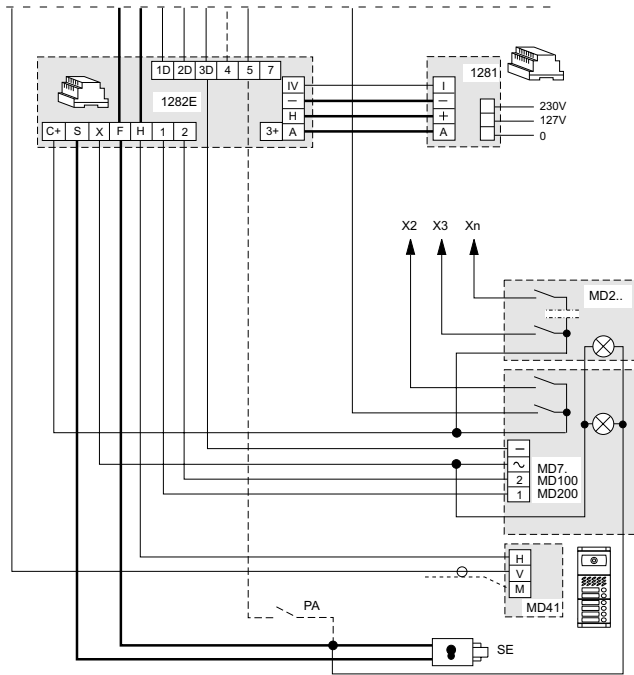 1D 2D 3D 4 5 7
1282E
IV
–
H
3+ A
C+ S X F H 1 2
1281
I
–
+
A
230V
127V
0
X2 X3 Xn
MD2..
–
~
2
1
MD7.
MD100
MD200
H
V
M
MD41
PA
SE